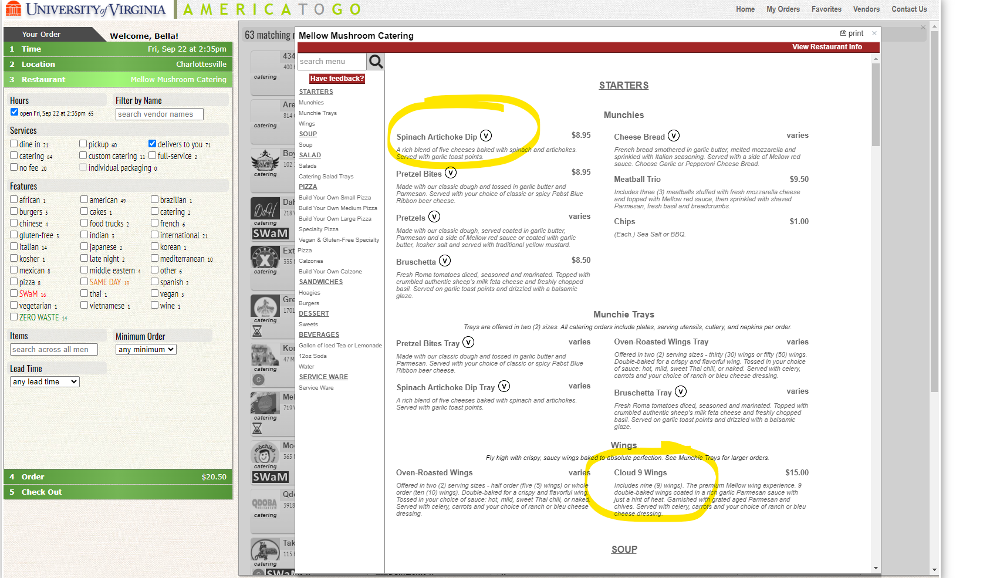 UNIVERSITY of VIRGINIA
AMERICATOGO
Home My Orders Favorites Vendors Contact Us
Your Order
Welcome, Bella!
1 Time Fri, Sep 22 at 2:35pm
2 Location Charlottesville
3 Restaurant Mellow Mushroom Catering
Hours
open Fri, Sep 22 at 2:35pm 65
Filter by Name
search vendor names
Services
dine in 21
pickup 60
delivers to you 71
catering 64
custom catering 11
full-service 2
no fee 20
individual packaging 0
Features
african 1
american 49
brazilian 1
burgers 3
cakes 1
catering 2
chinese 4
food trucks 2
french 6
gluten-free 3
indian 3
international 21
italian 14
japanese 2
korean 1
kosher 1
late night 2
mediterranean 10
mexican 8
middle eastern 4
other 6
pizza 8
SAME DAY 19
spanish 2
SWaM 16
thai 1
vegan 3
vegetarian 1
vietnamese 1
wine 1
ZERO WASTE 14
Items
search across all men
Minimum Order
any minimum
Lead Time
any lead time
4 Order $20.50
5 Check Out
63 matching
434
400
catering
Are
814
catering
Boy
102
catering
DaH
Dah
218
catering
SWaM
EXTREME
X
Ext
335
catering
Gre
1701
catering
Kor
47 M
catering
Mel
719
catering
mochiko
Mo
365
catering
SWaM
QDOBA
Qd
3918
catering
Tak
115
catering
SWaM
Mellow Mushroom Catering
print
View Restaurant Info
search menu
Have feedback?
STARTERS
Munchies
Munchie Trays
Wings
SOUP
Soup
SALAD
Salads
Catering Salad Trays
PIZZA
Build Your Own Small Pizza
Build Your Own Medium Pizza
Build Your Own Large Pizza
Specialty Pizza
Vegan & Gluten-Free Specialty
Pizza
Calzones
Build Your Own Calzone
SANDWICHES
Hoagies
Burgers
DESSERT
Sweets
BEVERAGES
Gallon of Iced Tea or Lemonade
12oz Soda
Water
SERVICE WARE
Service Ware
STARTERS
Munchies
Spinach Artichoke Dip V $8.95
A rich blend of five cheeses baked with spinach and artichokes.
Served with garlic toast points.
Pretzel Bites V $8.95
Made with our classic dough and tossed in garlic butter and
Parmesan. Served with your choice of classic or spicy Pabst Blue
Ribbon beer cheese.
Pretzels V varies
Made with our classic dough, served coated in garlic butter,
Parmesan and a side of Mellow red sauce or coated with garlic
butter, kosher salt and served with traditional yellow mustard.
Bruschetta V $8.50
Fresh Roma tomatoes diced, seasoned and marinated. Topped with
crumbled authentic sheep's milk feta cheese and freshly chopped
basil. Served on garlic toast points and drizzled with a balsamic
glaze.
Cheese Bread V varies
French bread smothered in garlic butter, melted mozzarella and
sprinkled with Italian seasoning. Served with a side of Mellow red
sauce. Choose Garlic or Pepperoni Cheese Bread.
Meatball Trio $9.50
Includes three (3) meatballs stuffed with fresh mozzarella cheese
and topped with Mellow red sauce, then sprinkled with shaved
Parmesan, fresh basil and breadcrumbs.
Chips $1.00
(Each.) Sea Salt or BBQ.
Munchie Trays
Trays are offered in two (2) sizes. All catering orders include plates, serving utensils, cutlery, and napkins per order.
Pretzel Bites Tray V varies
Made with our classic dough and tossed in garlic butter and
Parmesan. Served with your choice of classic or spicy Pabst Blue
Ribbon beer cheese.
Spinach Artichoke Dip Tray V varies
A rich blend of five cheeses baked with spinach and artichokes.
Served with garlic toast points.
Oven-Roasted Wings Tray varies
Offered in two (2) serving sizes - thirty (30) wings or fifty (50) wings.
Double-baked for a crispy and flavorful wing. Tossed in your choice
of sauce: hot, mild, sweet Thai chili, or naked. Served with celery,
carrots and your choice of ranch or bleu cheese dressing.
Bruschetta Tray V varies
Fresh Roma tomatoes diced, seasoned and marinated. Topped with
crumbled authentic sheep's milk feta cheese and freshly chopped
basil. Served on garlic toast points and drizzled with a balsamic
glaze.
Wings
Fly high with crispy, saucy wings baked to absolute perfection. See Munchie Trays for larger orders.
Oven-Roasted Wings varies
Offered in two (2) serving sizes - half order (five (5) wings) or whole
order (ten (10) wings). Double-baked for a crispy and flavorful wing.
Tossed in your choice of sauce: hot, mild, sweet Thai chili, or naked.
Served with celery, carrots and your choice of ranch or bleu cheese
dressing.
Cloud 9 Wings $15.00
Includes nine (9) wings). The premium Mellow wing experience. 9
double-baked wings coated in a rich garlic Parmesan sauce with
just a hint of heat. Garnished with grated aged Parmesan and
chives. Served with celery, carrots and your choice of ranch or bleu
cheese dressing.
SOUP